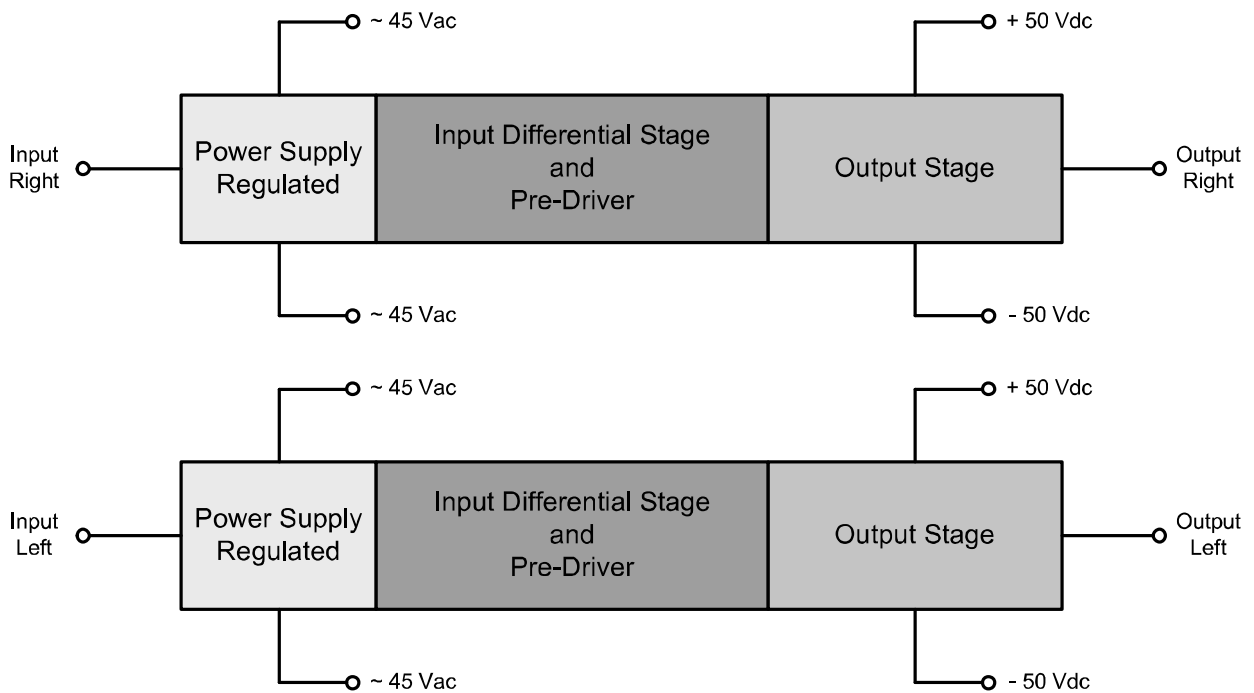 ~ 45 Vac
+ 50 Vdc
Input
Right
Power Supply
Regulated
Input Differential Stage
and
Pre-Driver
Output Stage
Output
Right
~ 45 Vac
- 50 Vdc
~ 45 Vac
+ 50 Vdc
Input
Left
Power Supply
Regulated
Input Differential Stage
and
Pre-Driver
Output Stage
Output
Left
~ 45 Vac
- 50 Vdc